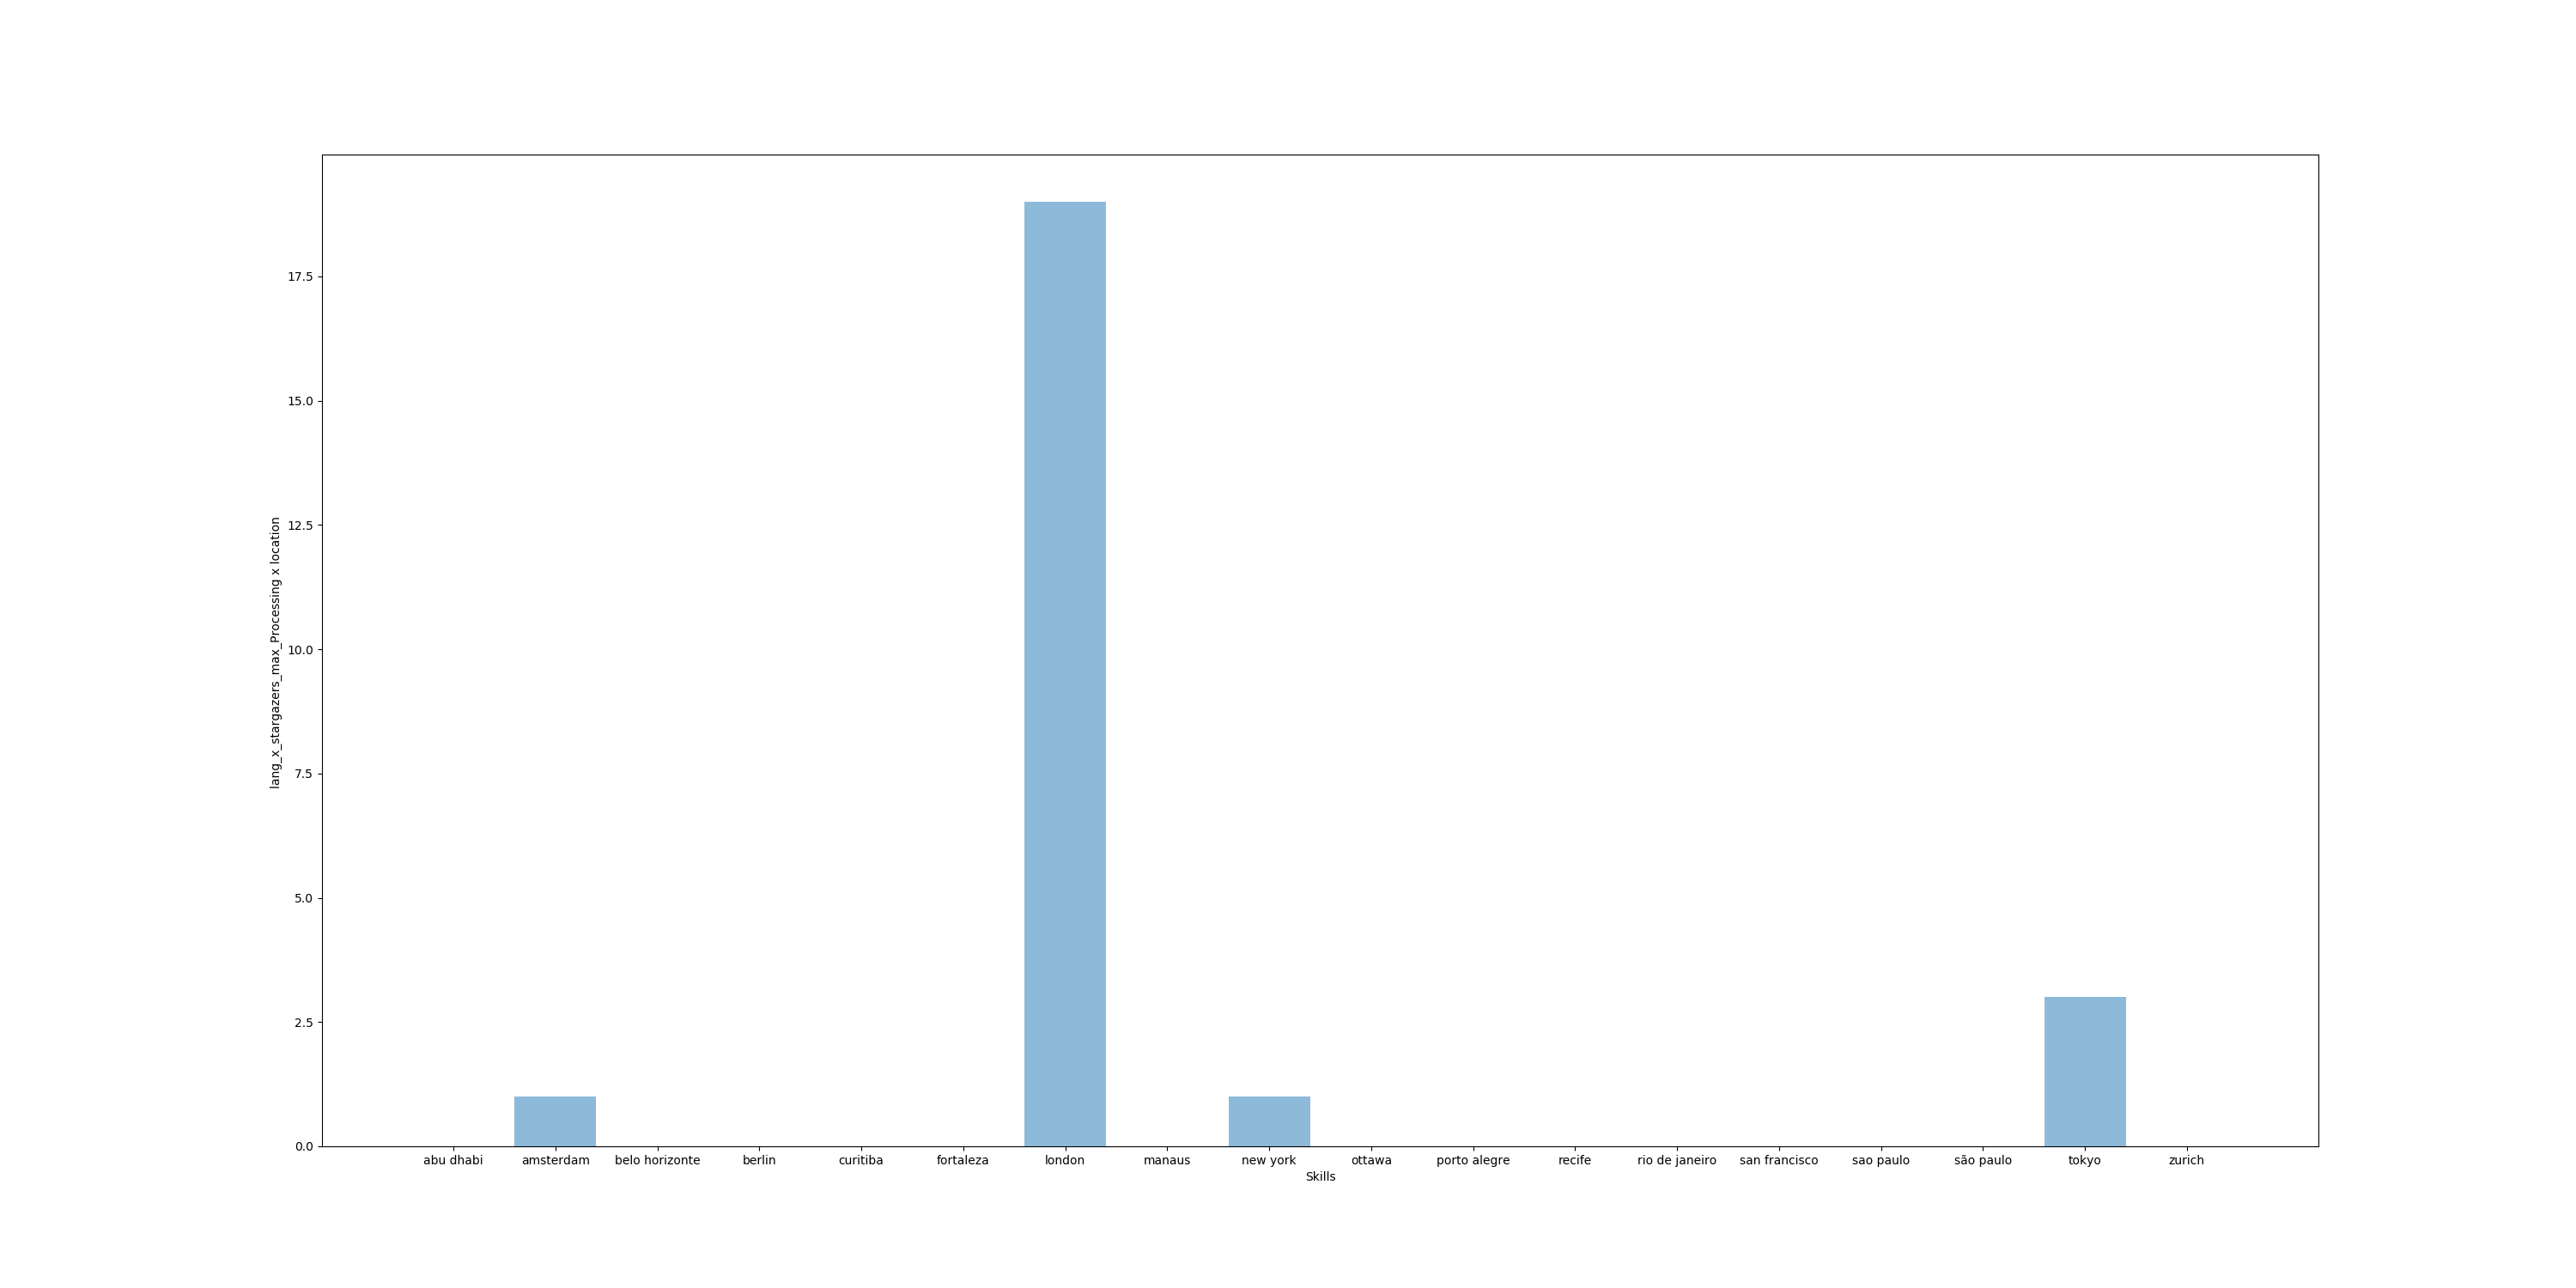 lang_x_stargazers_max_Processing x location
17.5
15.0
12.5
10.0
7.5
5.0
2.5
0.0
abu dhabi amsterdam belo horizonte berlin curitiba fortaleza london manaus new york ottawa porto alegre recife rio de janeiro san francisco sao paulo são paulo tokyo zurich
Skills